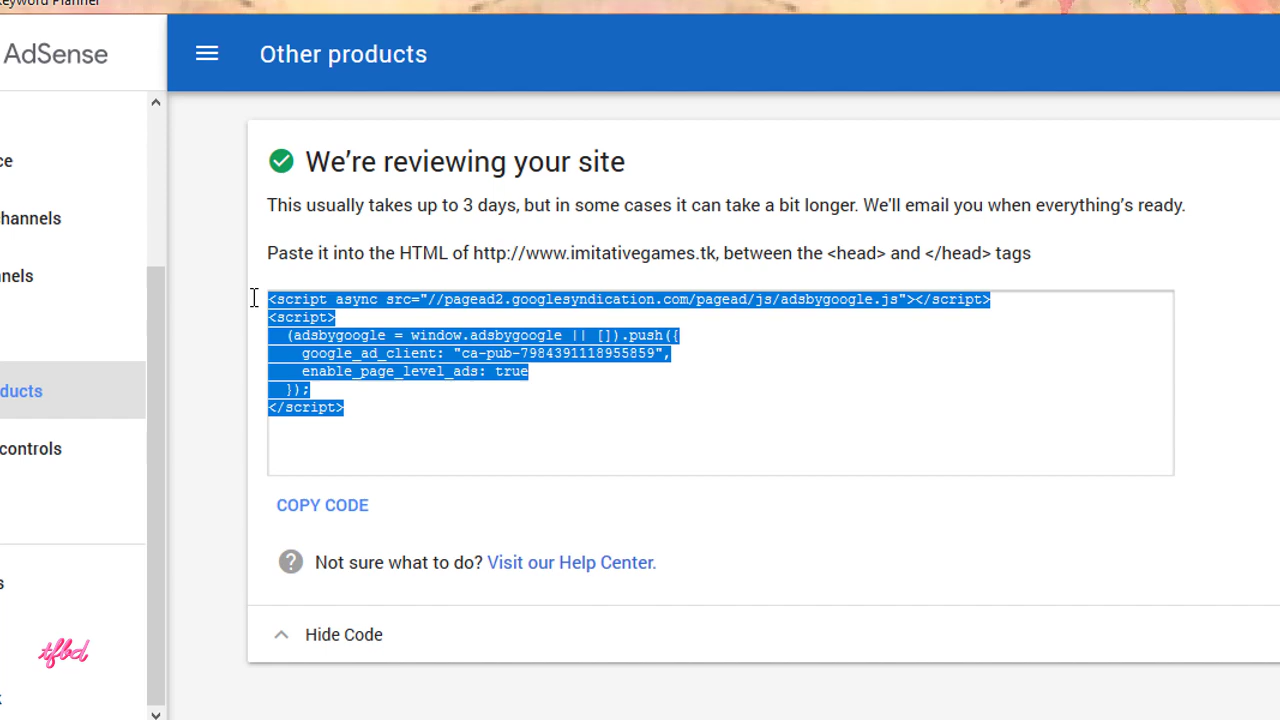 Keyword Planner
AdSense
Other products
ce
hannels
nnels
ducts
controls
s
tfbd
We're reviewing your site
This usually takes up to 3 days, but in some cases it can take a bit longer. We'll email you when everything's ready.
Paste it into the HTML of http://www.imitativegames.tk, between the <head> and </head> tags
<script async src="//pagead2.googlesyndication.com/pagead/js/adsbygoogle.js"></script>
<script>
(adsbygoogle = window.adsbygoogle || []).push({
google_ad_client: "ca-pub-7984391118955859",
enable_page_level_ads: true
});
</script>
COPY CODE
Not sure what to do? Visit our Help Center.
Hide Code